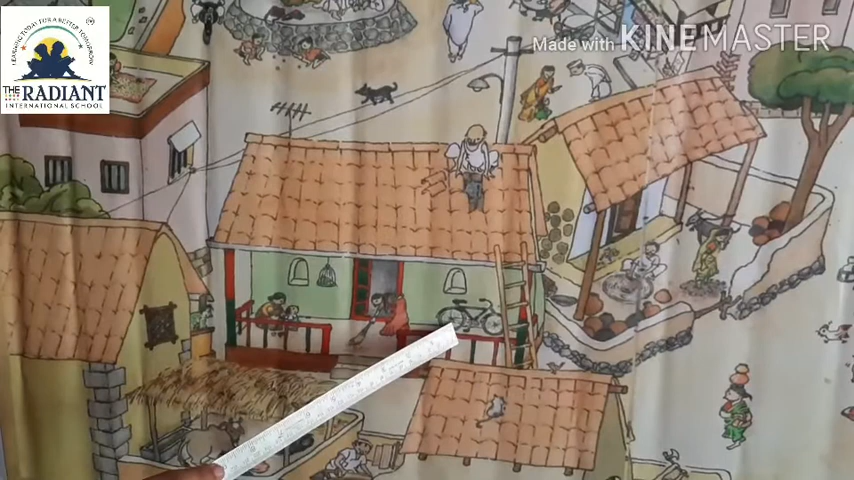 LEARNING TODAY FOR A BETTER TOMORROW
THE RADIANT
INTERNATIONAL SCHOOL
Made with KINEMASTER